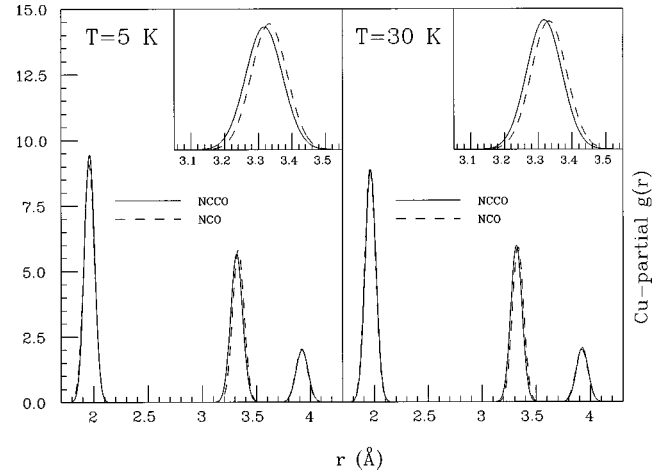 15.0
12.5
10.0
7.5
5.0
2.5
0.0
T=5 K
3.1 3.2 3.3 3.4 3.5
NCCO
NCO
2 2.5 3 3.5 4
T=30 K
3.1 3.2 3.3 3.4 3.5
NCCO
NCO
2 2.5 3 3.5 4
Cu-partial g(r)
r (Å)